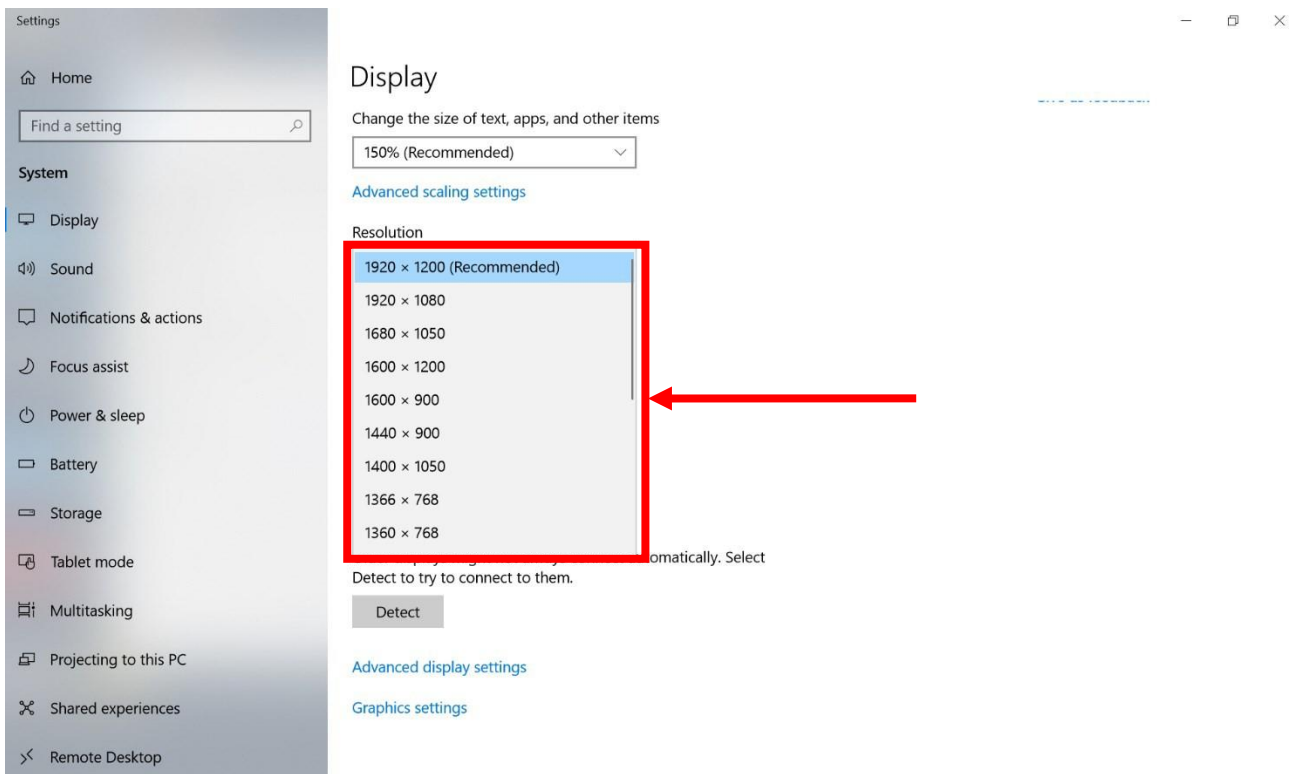 Settings
Home
Find a setting
System
Display
Sound
Notifications & actions
Focus assist
Power & sleep
Battery
Storage
Tablet mode
Multitasking
Projecting to this PC
Shared experiences
Remote Desktop
Display
Change the size of text, apps, and other items
150% (Recommended)
Advanced scaling settings
Resolution
1920 × 1200 (Recommended)
1920 × 1080
1680 × 1050
1600 × 1200
1600 × 900
1440 × 900
1400 × 1050
1366 × 768
1360 × 768
omatically. Select
Detect to try to connect to them.
Detect
Advanced display settings
Graphics settings